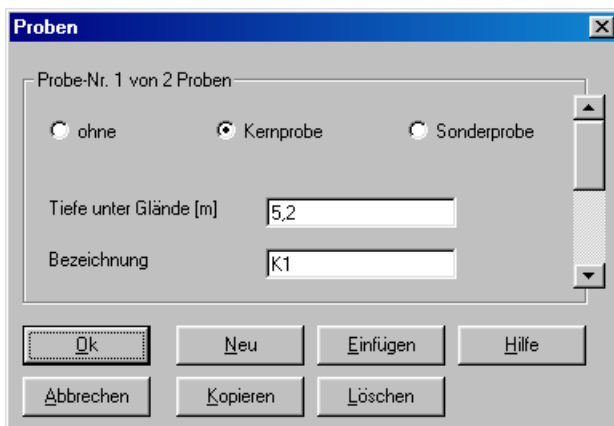 Proben
Probe-Nr. 1 von 2 Proben
ohne Kernprobe Sonderprobe
Tiefe unter Glände [m] 5,2
Bezeichnung K1
Ok Neu Einfügen Hilfe
Abbrechen Kopieren Löschen